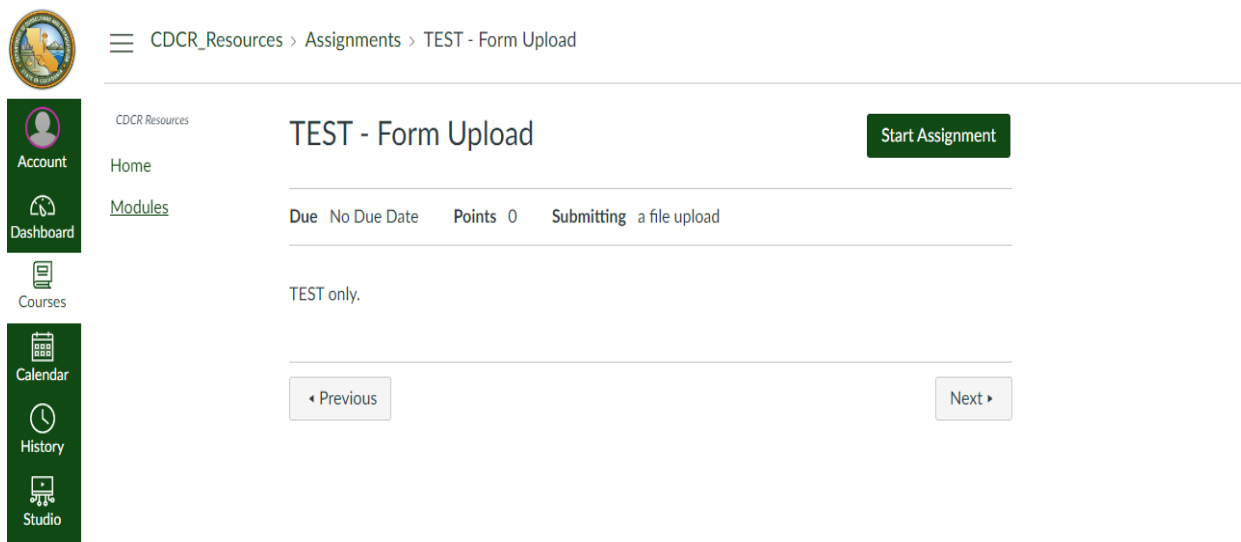 CDCR_Resources › Assignments › TEST - Form Upload
Account
Dashboard
Courses
Calendar
History
Studio
CDCR Resources
Home
Modules
TEST - Form Upload
Start Assignment
Due No Due Date Points 0 Submitting a file upload
TEST only.
Previous
Next